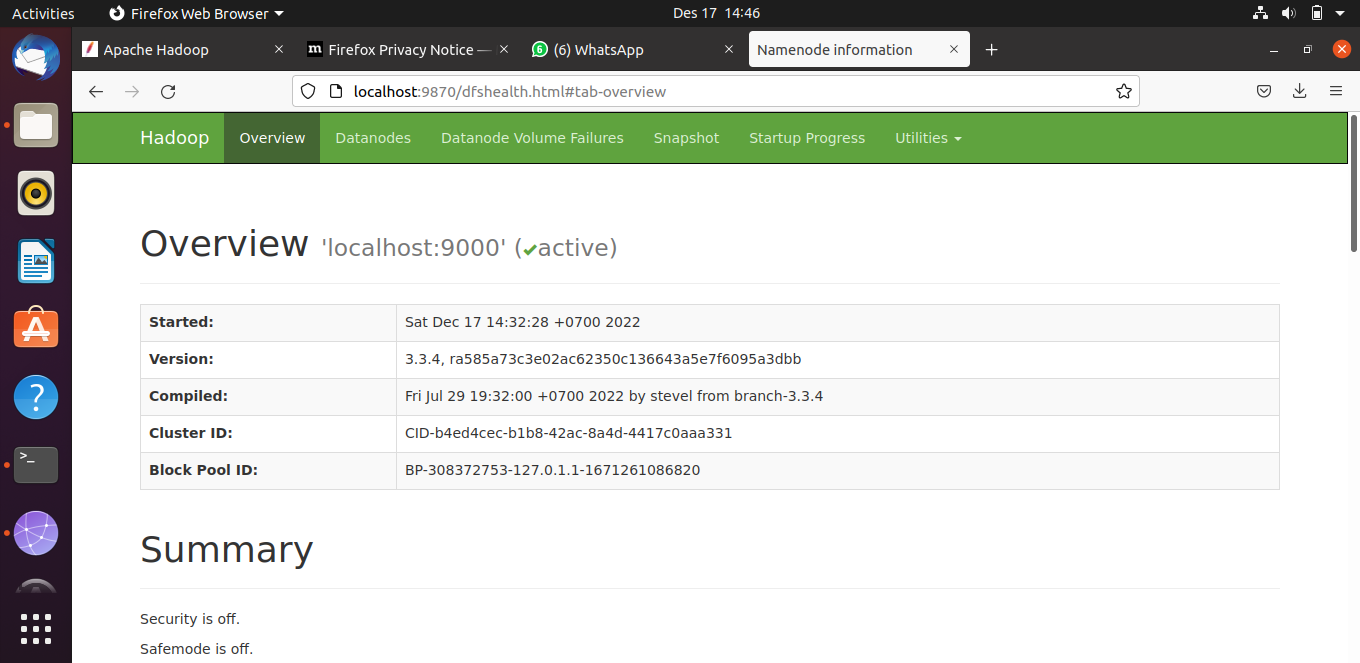 Activities Firefox Web Browser Des 17 14:46
Apache Hadoop m Firefox Privacy Notice — 6 (6) WhatsApp Namenode information
localhost:9870/dfshealth.html#tab-overview
Hadoop Overview Datanodes Datanode Volume Failures Snapshot Startup Progress Utilities
Overview 'localhost:9000' (✔active)
Started: Sat Dec 17 14:32:28 +0700 2022
Version: 3.3.4, ra585a73c3e02ac62350c136643a5e7f6095a3dbb
Compiled: Fri Jul 29 19:32:00 +0700 2022 by stevel from branch-3.3.4
Cluster ID: CID-b4ed4cec-b1b8-42ac-8a4d-4417c0aaa331
Block Pool ID: BP-308372753-127.0.1.1-1671261086820
Summary
Security is off.
Safemode is off.